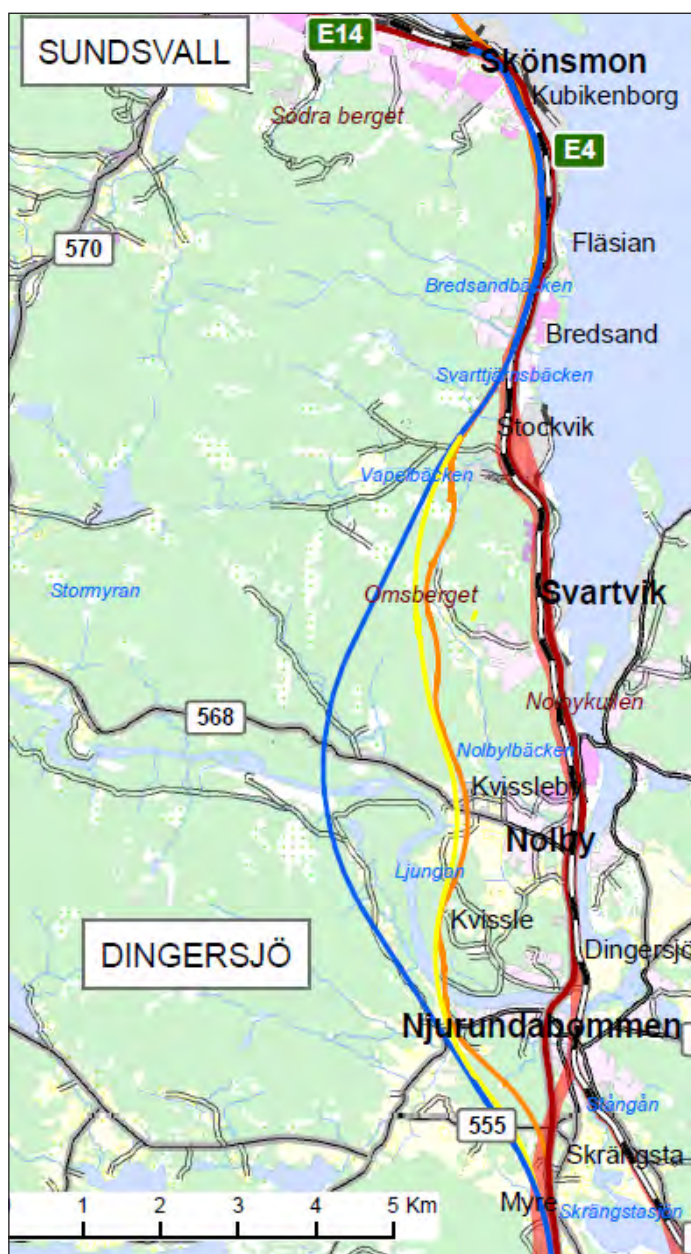 SUNDSVALL
E14
Skönsmon
Kubikenborg
Södra berget
E4
570
Fläsian
Bredsandbäcken
Bredsand
Svarttjärnsbäcken
Stockvik
Vapelbäcken
Stormyran
Omsberget
Svartvik
Nolbykullen
568
Nolbylbäcken
Kvissleby
Nolby
Ljungan
Kvissle
DINGERSJÖ
Dingersjö
Njurundabommen
555
Stångån
Skrängsta
Myre
Skrängstasjön
1 2 3 4 5 Km